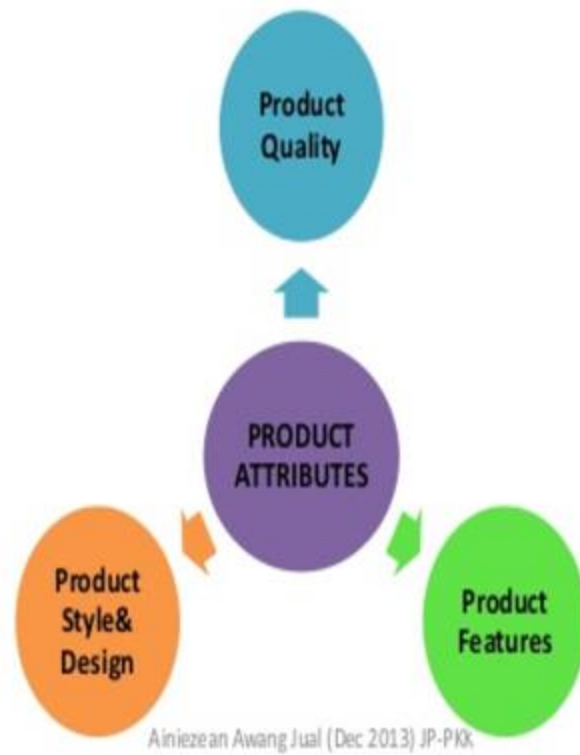 Product
Quality
PRODUCT
ATTRIBUTES
Product
Style&
Design
Product
Features
Ainiezean Awang Jual (Dec 2013) JP-PKK